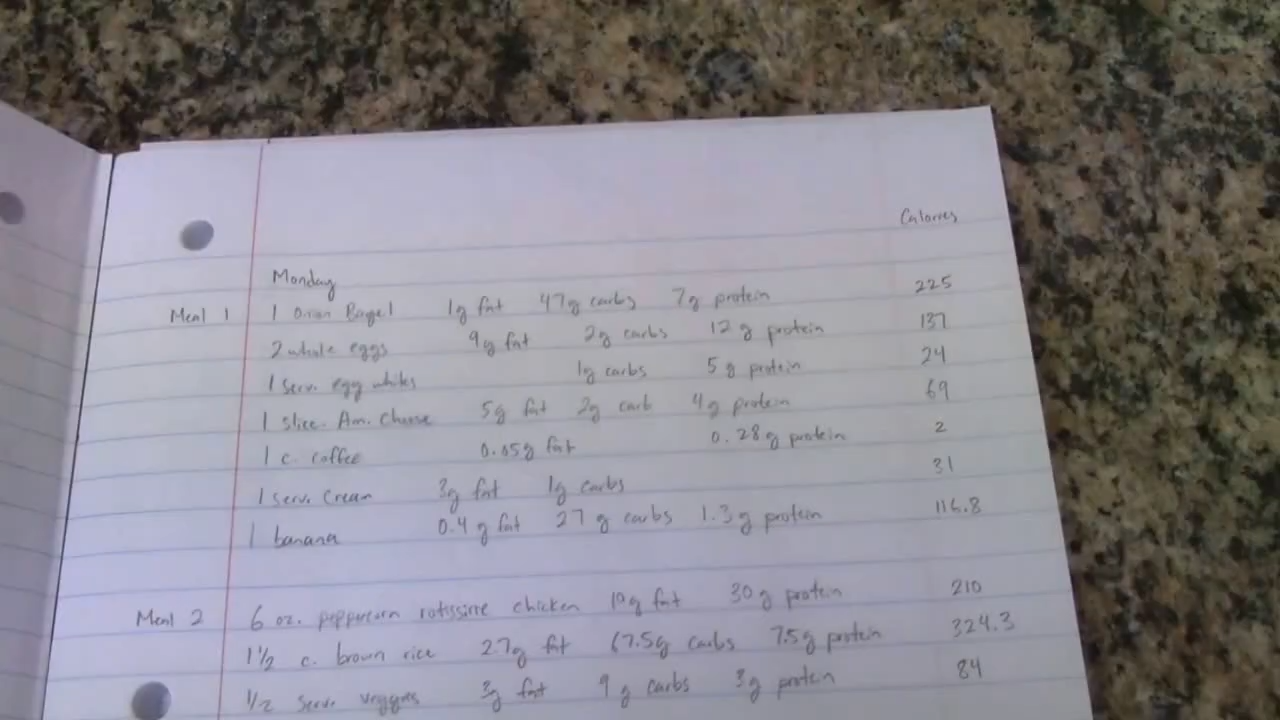 Calories
Monday
Meal 1 1 Onion Bagel 1g fat 47g carbs 7g protein 225
2 whole eggs 9g fat 2g carbs 12g protein 137
1 serv. egg whites 1g carbs 5g protein 24
1 slice Am. Cheese 5g fat 2g carb 4g protein 69
1 c. coffee 0.05g fat 0.28g protein 2
1 serv. Cream 3g fat 1g carbs 31
1 banana 0.4g fat 27g carbs 1.3g protein 116.8
Meal 2 6 oz. peppercorn rotissire chicken 10g fat 30g protein 210
1 1/2 c. brown rice 2.7g fat 67.5g carbs 7.5g protein 324.3
1/2 serv. veggies 3g fat 9g carbs 3g protein 84